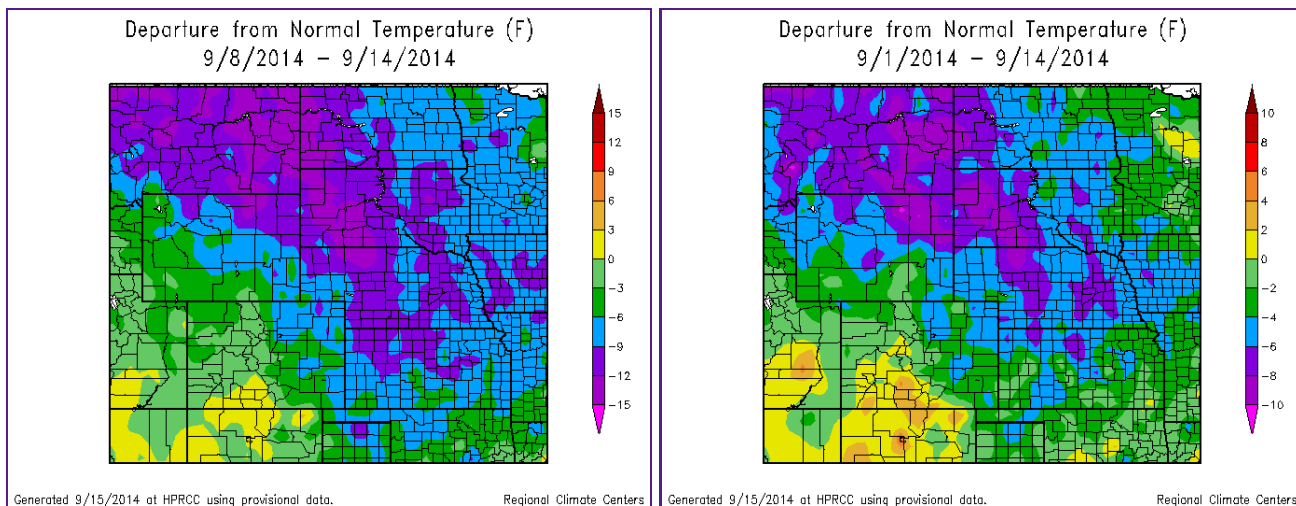 Departure from Normal Temperature (F)
9/8/2014 – 9/14/2014
15
12
9
6
3
0
−3
−6
−9
−12
−15
Generated 9/15/2014 at HPRCC using provisional data.
Regional Climate Centers
Departure from Normal Temperature (F)
9/1/2014 – 9/14/2014
10
8
6
4
2
0
−2
−4
−6
−8
−10
Generated 9/15/2014 at HPRCC using provisional data.
Regional Climate Centers